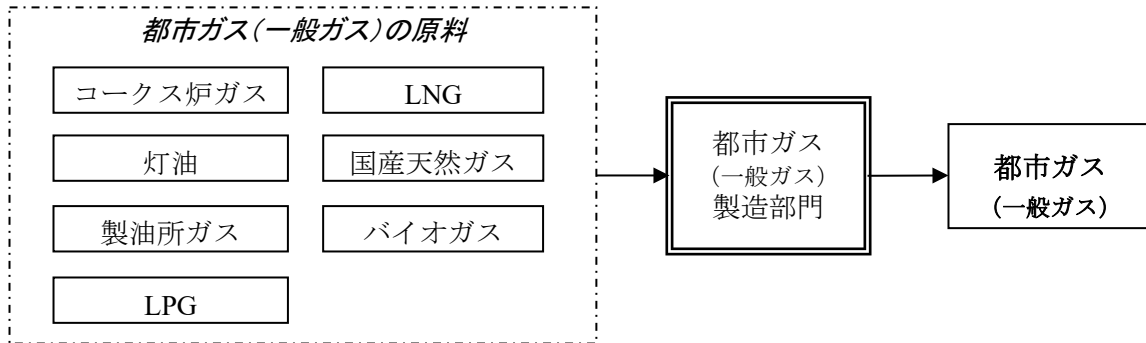 都市ガス(一般ガス)の原料
コークス炉ガス
LNG
灯油
国産天然ガス
製油所ガス
バイオガス
LPG
都市ガス
(一般ガス)
製造部門
都市ガス
(一般ガス)